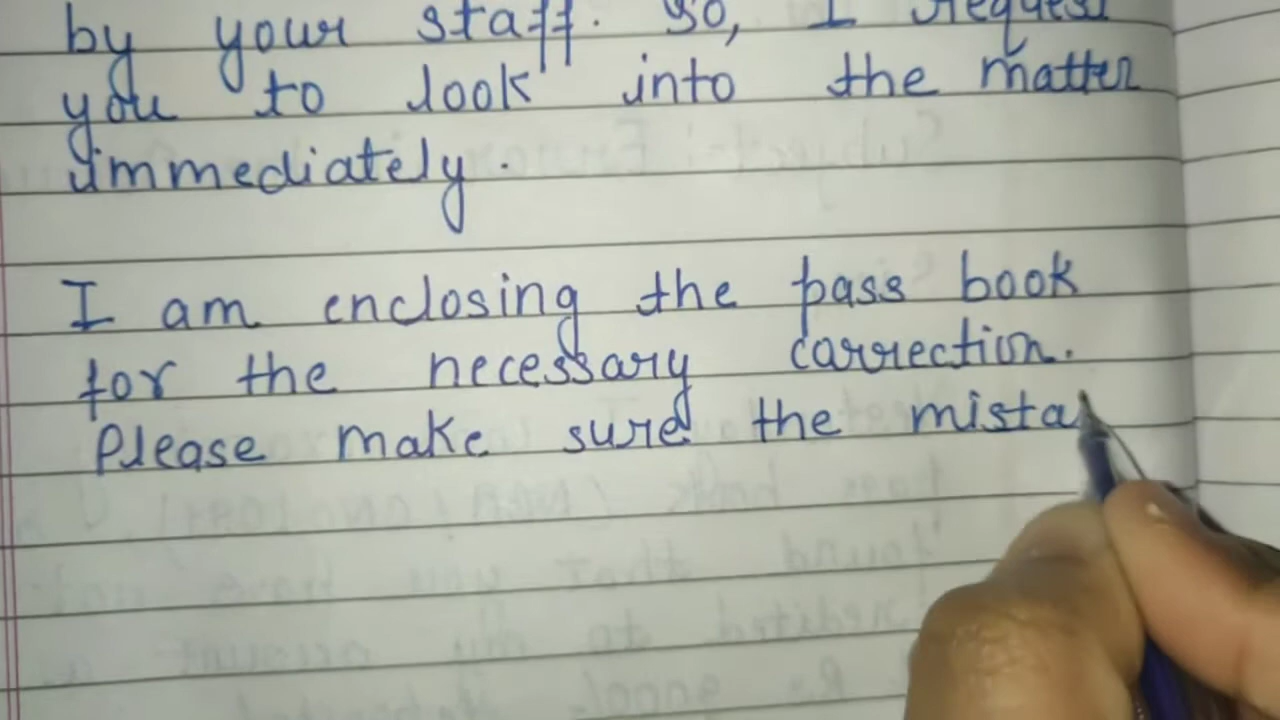 by your staff. So, I request
you to look into the matter
immediately.
I am enclosing the pass book
for the necessary correction.
Please make sure the mista